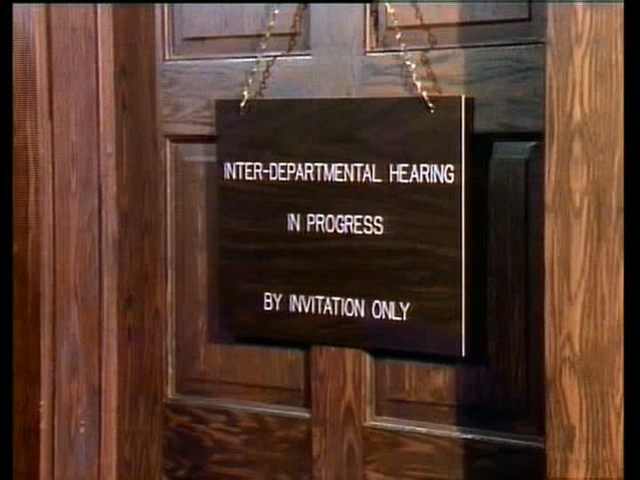 INTER-DEPARTMENTAL HEARING
IN PROGRESS
BY INVITATION ONLY